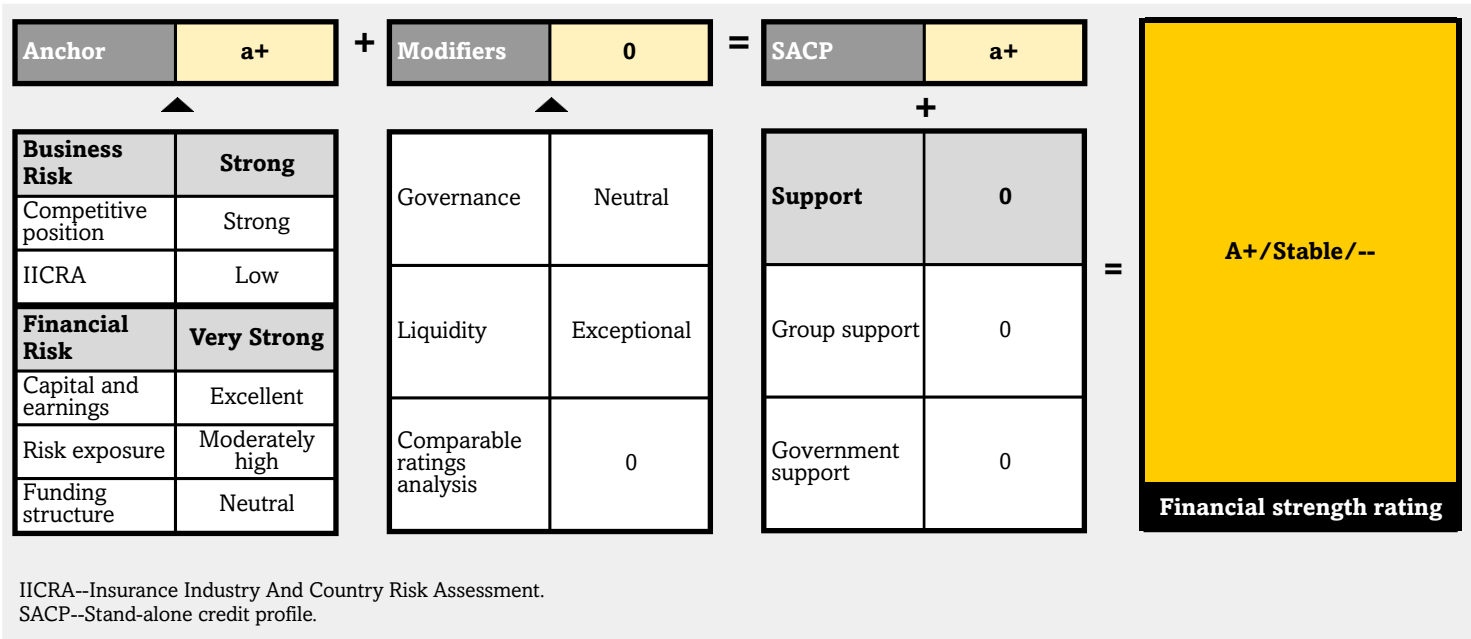 Anchor a+ + Modifiers 0 = SACP a+
+
Business
Risk
Strong
Competitive
position
Strong
IICRA Low
Financial
Risk
Very Strong
Capital and
earnings
Excellent
Risk exposure
Moderately
high
Funding
structure
Neutral
Governance Neutral
Liquidity Exceptional
Comparable
ratings
analysis
0
Support 0
Group support 0
Government
support
0
=
A+/Stable/--
Financial strength rating
IICRA--Insurance Industry And Country Risk Assessment.
SACP--Stand-alone credit profile.